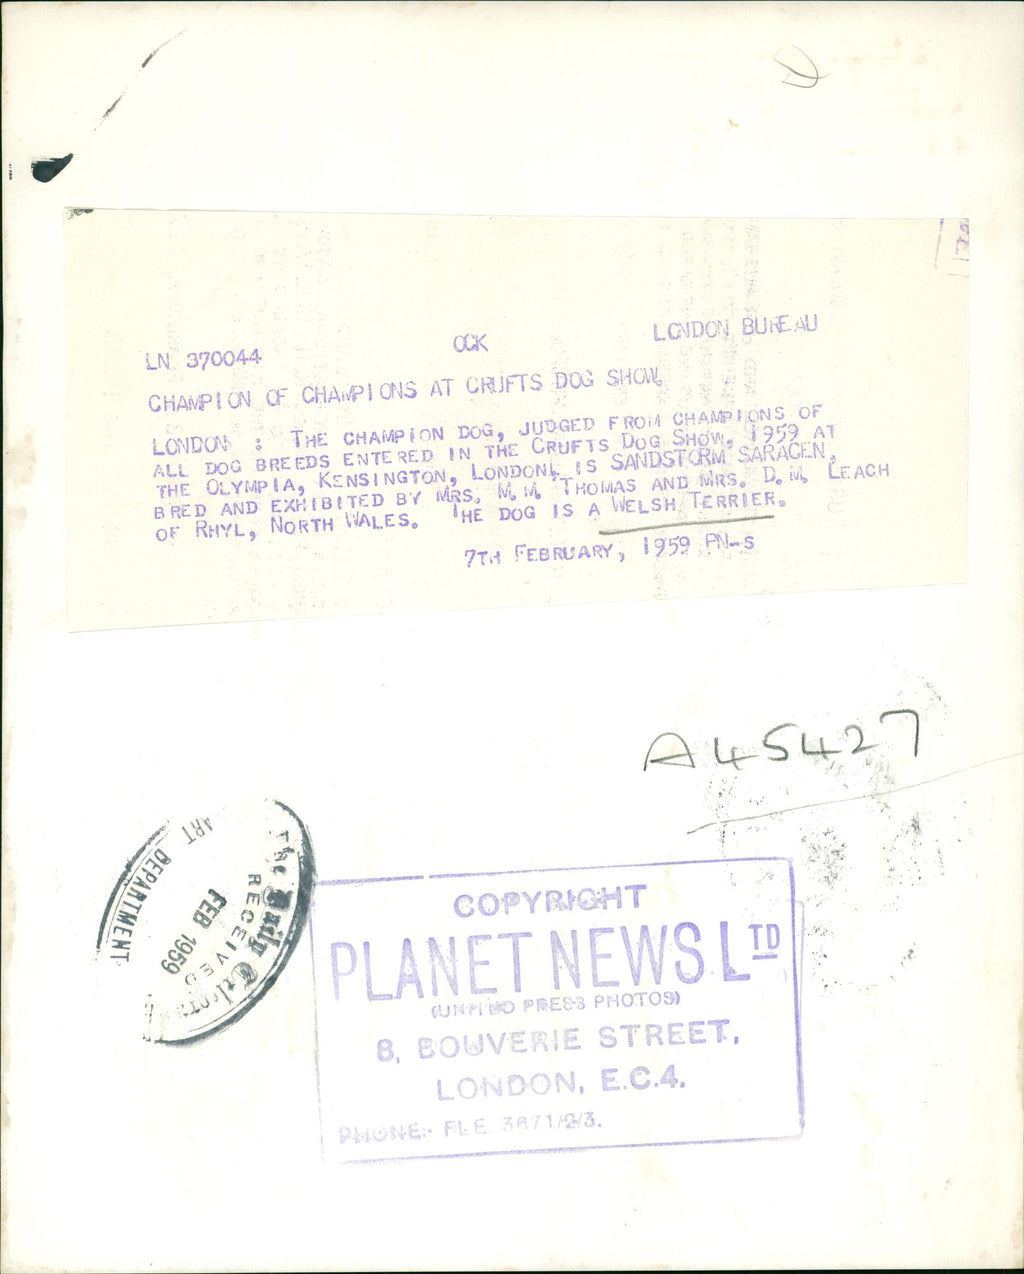 LN 370044 OCK LONDON BUREAU
CHAMPION OF CHAMPIONS AT CRUFTS DOG SHOW.
LONDON : THE CHAMPION DOG, JUDGED FROM CHAMPIONS OF
ALL DOG BREEDS ENTERED IN THE CRUFTS DOG SHOW, 1959 AT
THE OLYMPIA, KENSINGTON, LONDON, IS SANDSTORM SARACEN,
BRED AND EXHIBITED BY MRS. M.M. THOMAS AND MRS. D.M. LEACH
OF RHYL, NORTH WALES. THE DOG IS A WELSH TERRIER.
7TH FEBRUARY, 1959 PN-S
A45427
The Daily
RECEIVED
FEB 1959
ART DEPARTMENT
COPYRIGHT
PLANET NEWS LTD
(UNITED PRESS PHOTOS)
8, BOUVERIE STREET,
LONDON, E.C.4.
PHONE:- FLE 3671/2/3.